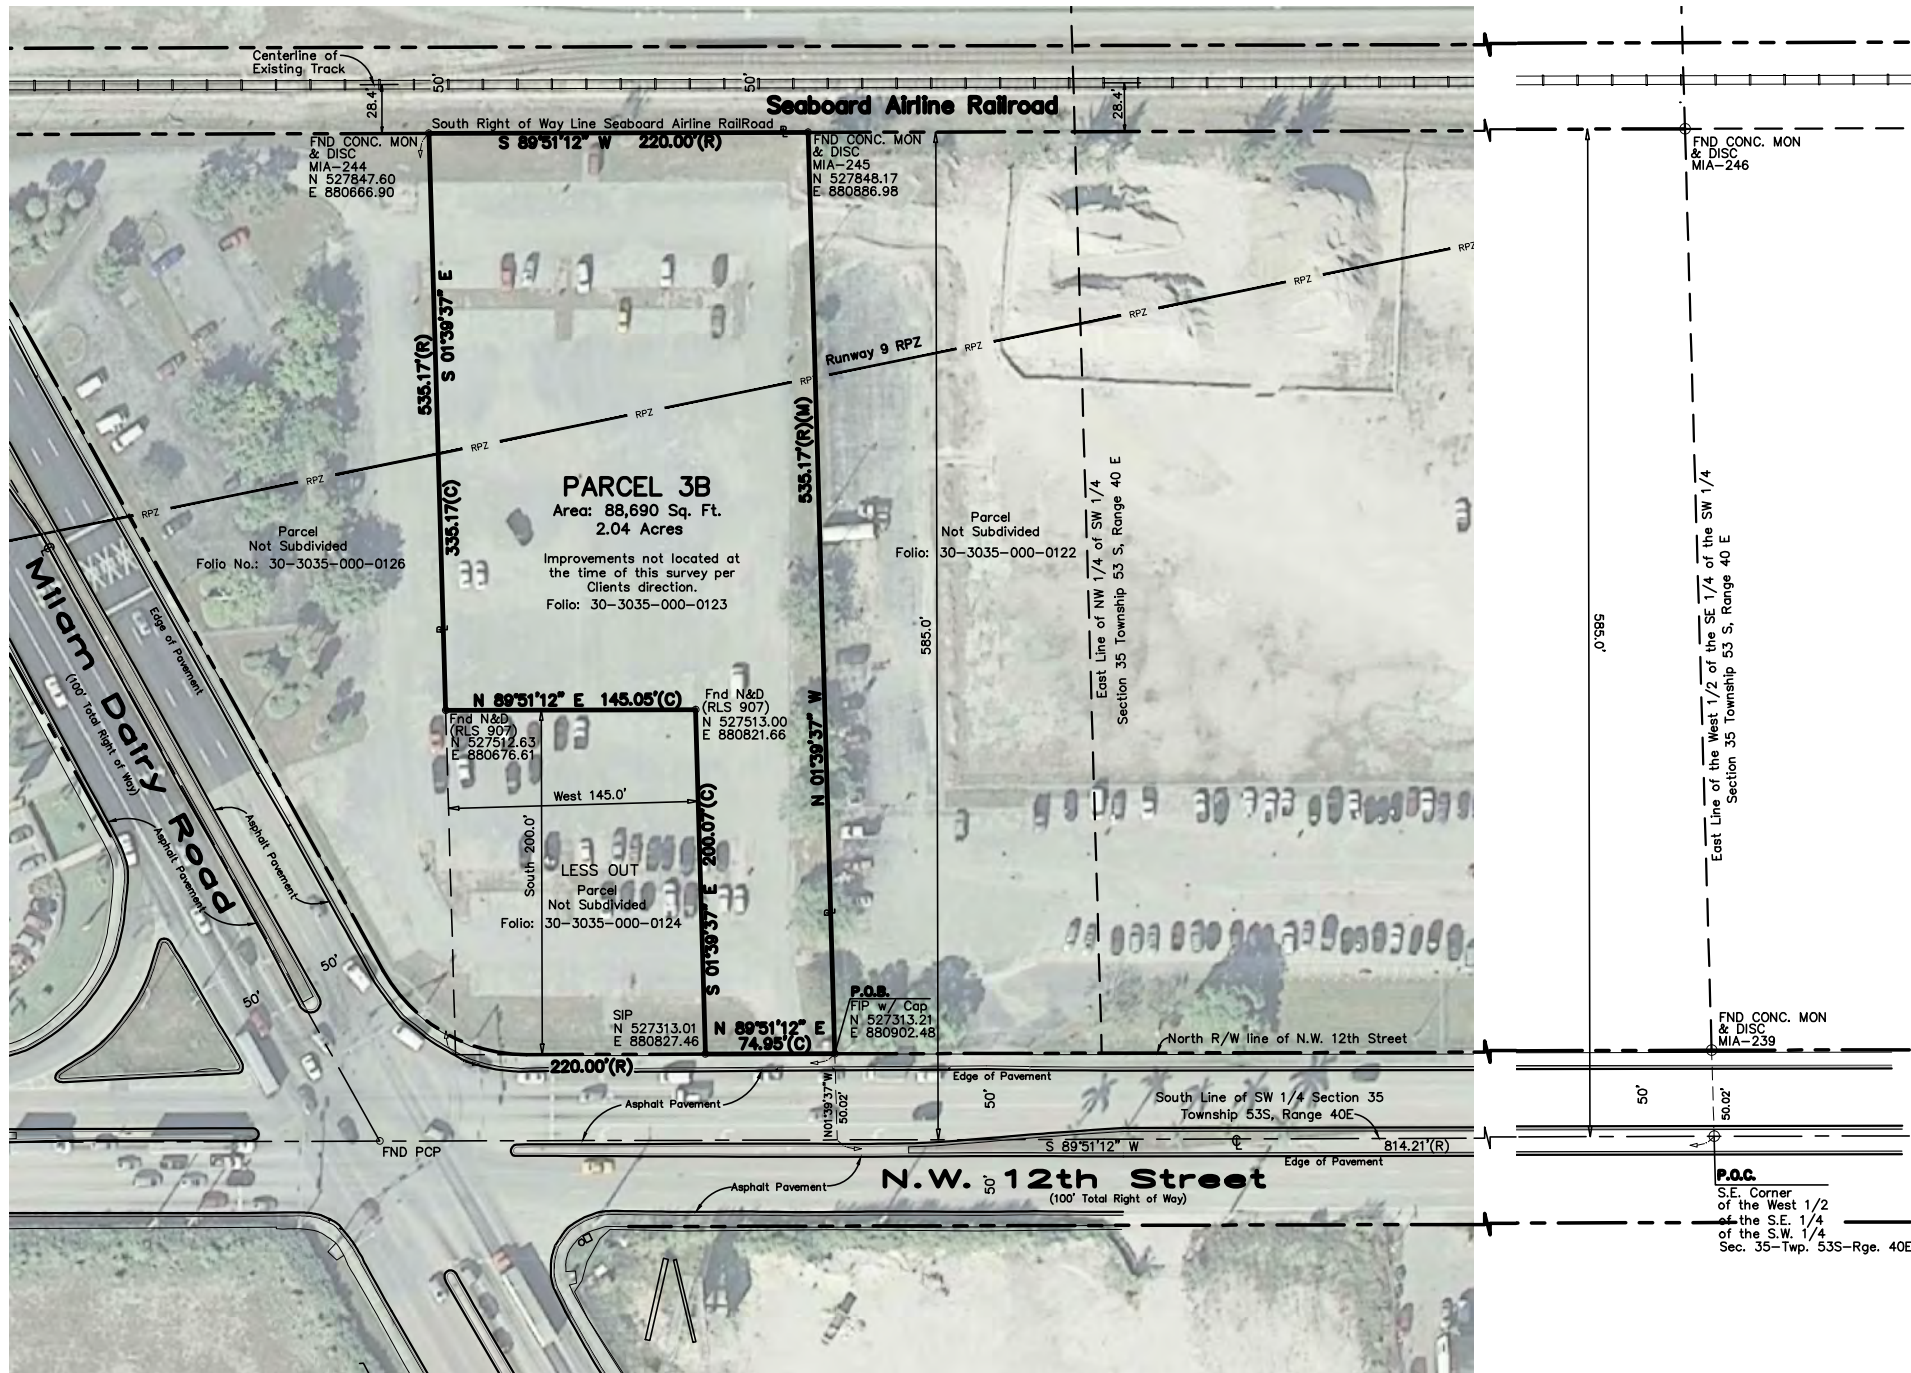 Centerline of
Existing Track
28.4'
50'
50'
Seaboard Airline Railroad
28.4'
South Right of Way Line Seaboard Airline RailRoad
S 89°51'12" W 220.00'(R)
FND CONC. MON
& DISC
MIA-244
N 527847.60
E 880666.90
FND CONC. MON
& DISC
MIA-245
N 527848.17
E 880886.98
FND CONC. MON
& DISC
MIA-246
RPZ
RPZ
RPZ
Runway 9 RPZ
RPZ
RPZ
RPZ
RPZ
RPZ
RPZ
535.17'(R)
S 01°39'37" E
335.17(C)
535.17'(R)(M)
N 01°39'37" W
PARCEL 3B
Area: 88,690 Sq. Ft.
2.04 Acres
Improvements not located at
the time of this survey per
Clients direction.
Folio: 30-3035-000-0123
Parcel
Not Subdivided
Folio No.: 30-3035-000-0126
Parcel
Not Subdivided
Folio: 30-3035-000-0122
East Line of NW 1/4 of SW 1/4
Section 35 Township 53 S, Range 40 E
585.0'
585.0'
East Line of the West 1/2 of the SE 1/4 of the SW 1/4
Section 35 Township 53 S, Range 40 E
Milam Dairy Road
(100' Total Right of Way)
Edge of Pavement
Asphalt Pavement
Asphalt Pavement
50'
50'
N 89°51'12" E 145.05'(C)
Fnd N&D
(RLS 907)
N 527512.63
E 880676.61
Fnd N&D
(RLS 907)
N 527513.00
E 880821.66
West 145.0'
South 200.0'
S 01°39'37" E 200.07'(C)
LESS OUT
Parcel
Not Subdivided
Folio: 30-3035-000-0124
SIP
N 527313.01
E 880827.46
N 89°51'12" E
74.95'(C)
P.O.B.
FIP w/ Cap
N 527313.21
E 880902.48
220.00'(R)
North R/W line of N.W. 12th Street
FND CONC. MON
& DISC
MIA-239
Edge of Pavement
Asphalt Pavement
N01°39'37"W
50.02'
50'
South Line of SW 1/4 Section 35
Township 53S, Range 40E
50'
50.02'
FND PCP
S 89°51'12" W
814.21'(R)
Edge of Pavement
N.W. 12th Street
(100' Total Right of Way)
50'
Asphalt Pavement
P.O.C.
S.E. Corner
of the West 1/2
of the S.E. 1/4
of the S.W. 1/4
Sec. 35-Twp. 53S-Rge. 40E